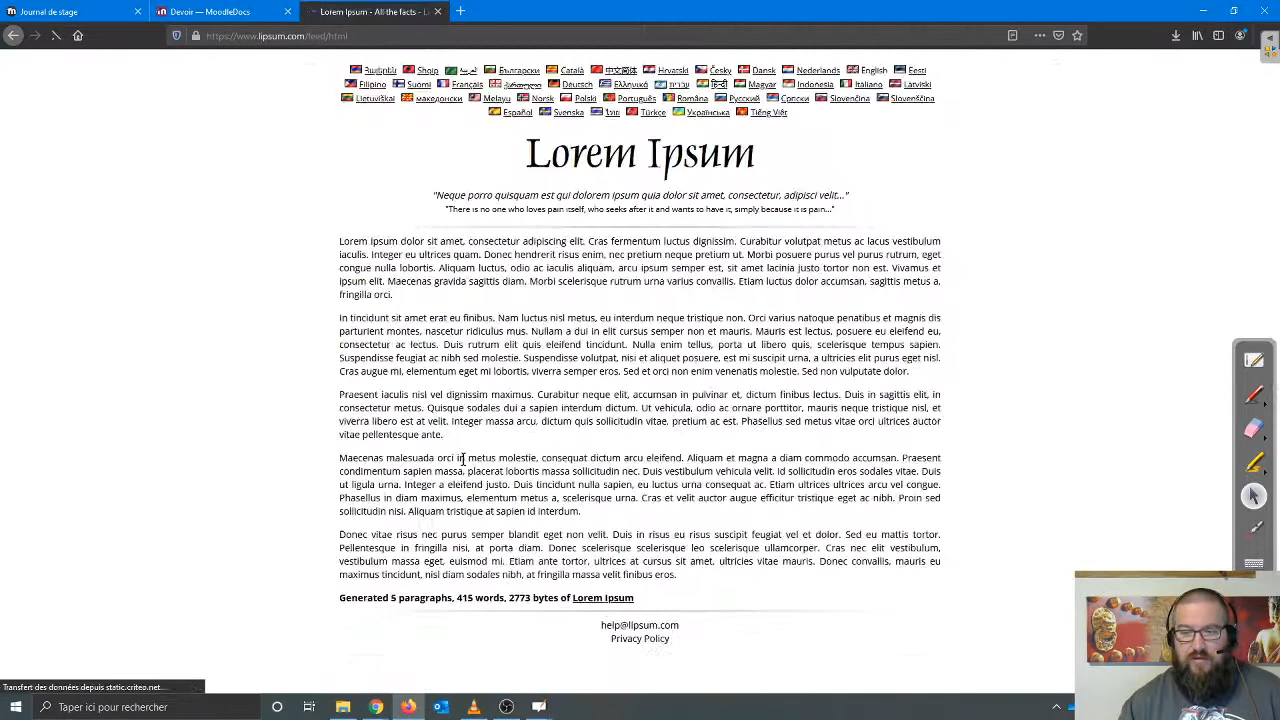 Journal de stage
Devoir — MoodleDocs
Lorem Ipsum - All the facts - L
https://www.lipsum.com/feed/html
Հայերեն Shqip العربية Български Català 中文简体 Hrvatski Česky Dansk Nederlands English Eesti
Filipino Suomi Français ქართული Deutsch Ελληνικά עברית हिन्दी Magyar Indonesia Italiano Latviski
Lietuviškai македонски Melayu Norsk Polski Português Româna Русский Српски Slovenčina Slovenščina
Español Svenska ไทย Türkçe Українська Tiếng Việt
Lorem Ipsum
"Neque porro quisquam est qui dolorem ipsum quia dolor sit amet, consectetur, adipisci velit..."
"There is no one who loves pain itself, who seeks after it and wants to have it, simply because it is pain..."
Lorem ipsum dolor sit amet, consectetur adipiscing elit. Cras fermentum luctus dignissim. Curabitur volutpat metus ac lacus vestibulum
iaculis. Integer eu ultrices quam. Donec hendrerit risus enim, nec pretium neque pretium ut. Morbi posuere purus vel purus rutrum, eget
congue nulla lobortis. Aliquam luctus, odio ac iaculis aliquam, arcu ipsum semper est, sit amet lacinia justo tortor non est. Vivamus et
ipsum elit. Maecenas gravida sagittis diam. Morbi scelerisque rutrum urna varius convallis. Etiam luctus dolor accumsan, sagittis metus a,
fringilla orci.
In tincidunt sit amet erat eu finibus. Nam luctus nisl metus, eu interdum neque tristique non. Orci varius natoque penatibus et magnis dis
parturient montes, nascetur ridiculus mus. Nullam a dui in elit cursus semper non et mauris. Mauris est lectus, posuere eu eleifend eu,
consectetur ac lectus. Duis rutrum elit quis eleifend tincidunt. Nulla enim tellus, porta ut libero quis, scelerisque tempus sapien.
Suspendisse feugiat ac nibh sed molestie. Suspendisse volutpat, nisi et aliquet posuere, est mi suscipit urna, a ultricies elit purus eget nisl.
Cras augue mi, elementum eget mi lobortis, viverra semper eros. Sed et orci non enim venenatis molestie. Sed non vulputate dolor.
Praesent iaculis nisl vel dignissim maximus. Curabitur neque elit, accumsan in pulvinar et, dictum finibus lectus. Duis in sagittis elit, in
consectetur metus. Quisque sodales dui a sapien interdum dictum. Ut vehicula, odio ac ornare porttitor, mauris neque tristique nisl, et
viverra libero est at velit. Integer massa arcu, dictum quis sollicitudin vitae, pretium ac est. Phasellus sed metus vitae orci ultrices auctor
vitae pellentesque ante.
Maecenas malesuada orci in metus molestie, consequat dictum arcu eleifend. Aliquam et magna a diam commodo accumsan. Praesent
condimentum sapien massa, placerat lobortis massa sollicitudin nec. Duis vestibulum vehicula velit. Id sollicitudin eros sodales vitae. Duis
ut ligula urna. Integer a eleifend justo. Duis tincidunt nulla sapien, eu luctus urna consequat ac. Etiam ultrices ultrices arcu vel congue.
Phasellus in diam maximus, elementum metus a, scelerisque urna. Cras et velit auctor augue efficitur tristique eget ac nibh. Proin sed
sollicitudin nisi. Aliquam tristique at sapien id interdum.
Donec vitae risus nec purus semper blandit eget non velit. Duis in risus eu risus suscipit feugiat vel et dolor. Sed eu mattis tortor.
Pellentesque in fringilla nisi, at porta diam. Donec scelerisque scelerisque leo scelerisque ullamcorper. Cras nec elit vestibulum,
vestibulum massa eget, euismod mi. Etiam ante tortor, ultricies at cursus sit amet, ultricies vitae mauris. Donec convallis, mauris eu
maximus tincidunt, nisl diam sodales nibh, at fringilla massa velit finibus eros.
Generated 5 paragraphs, 415 words, 2773 bytes of Lorem Ipsum
help@lipsum.com
Privacy Policy
Transfert des données depuis static.criteo.net...
Taper ici pour rechercher